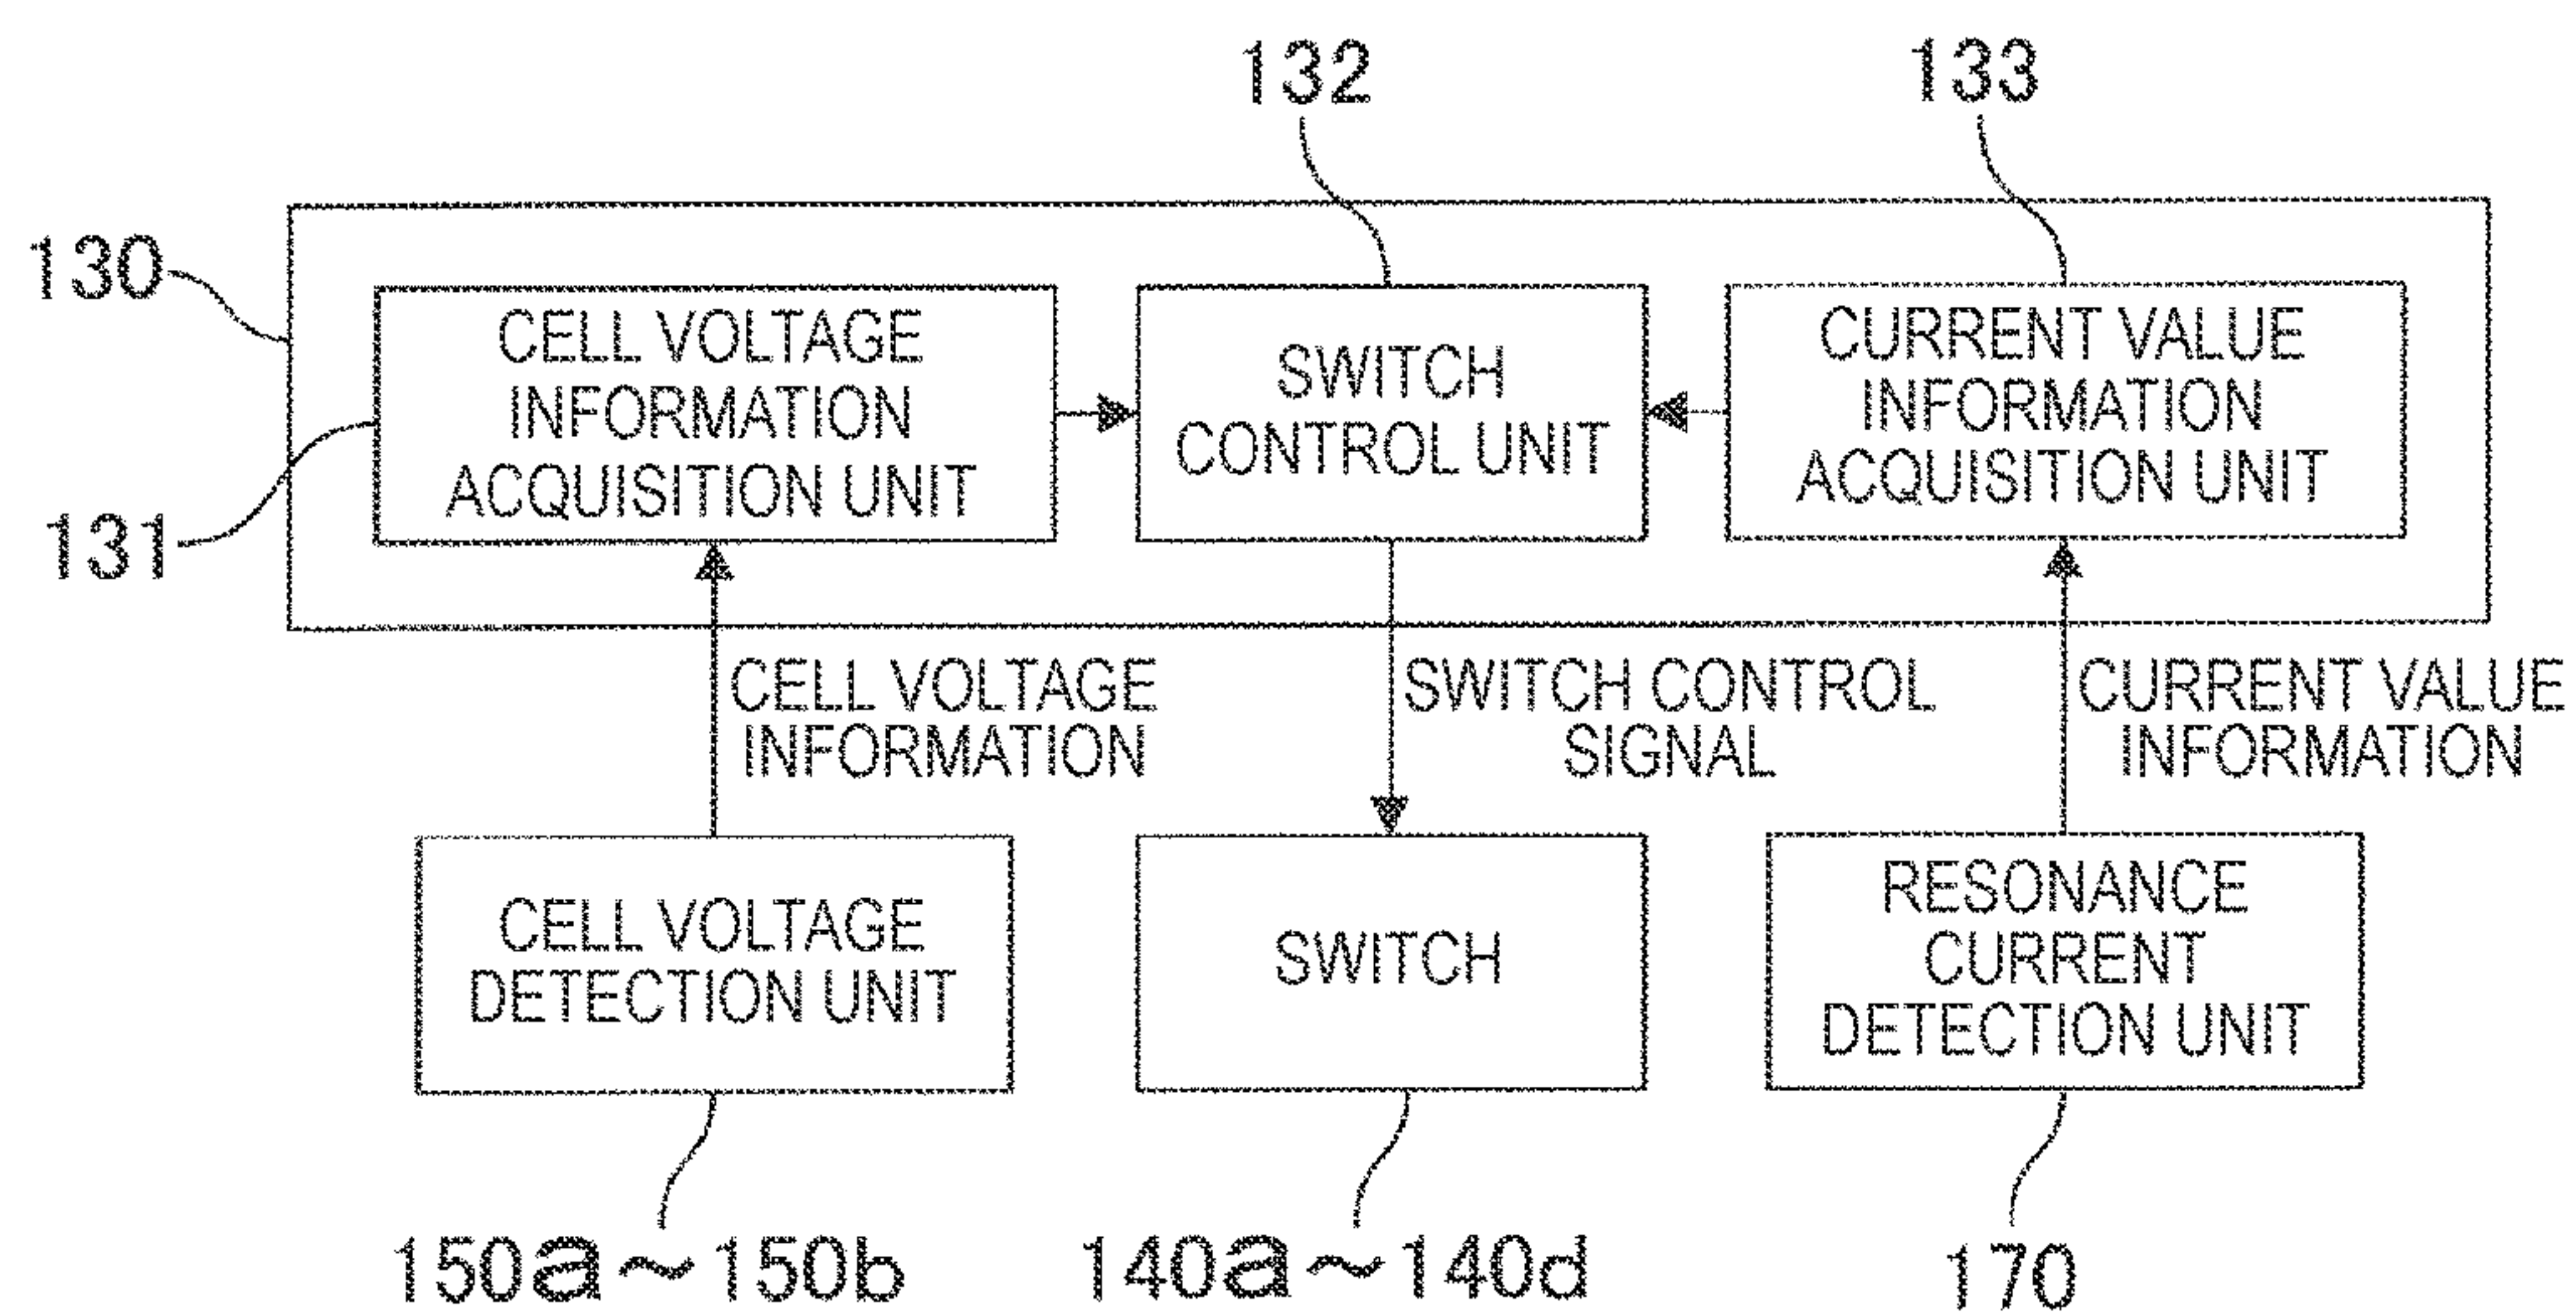 132
133
130
CELL VOLTAGE
INFORMATION
ACQUISITION UNIT
SWITCH
CONTROL UNIT
CURRENT VALUE
INFORMATION
ACQUISITION UNIT
131
CELL VOLTAGE
INFORMATION
SWITCH CONTROL
SIGNAL
CURRENT VALUE
INFORMATION
CELL VOLTAGE
DETECTION UNIT
SWITCH
RESONANCE
CURRENT
DETECTION UNIT
150a~150b
140a~140d
170